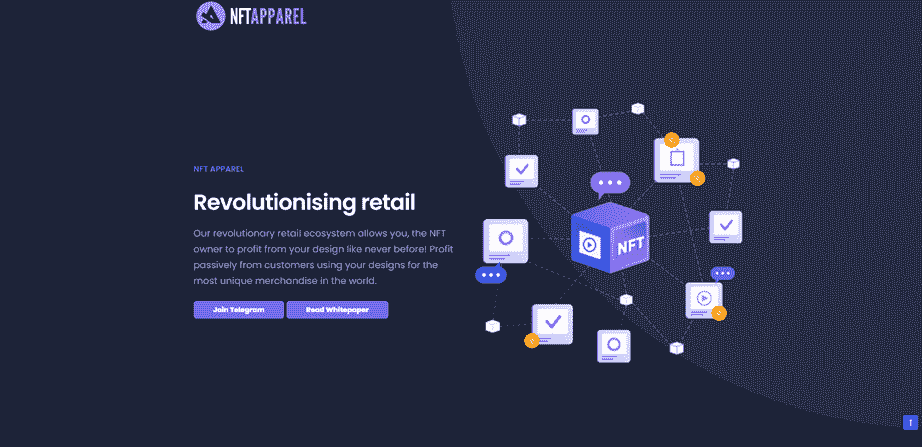 NFTAPPAREL
NFT APPAREL
Revolutionising retail
Our revolutionary retail ecosystem allows you, the NFT
owner to profit from your design like never before! Profit
passively from customers using your designs for the
most unique merchandise in the world.
Join Telegram
Read Whitepaper
NFT